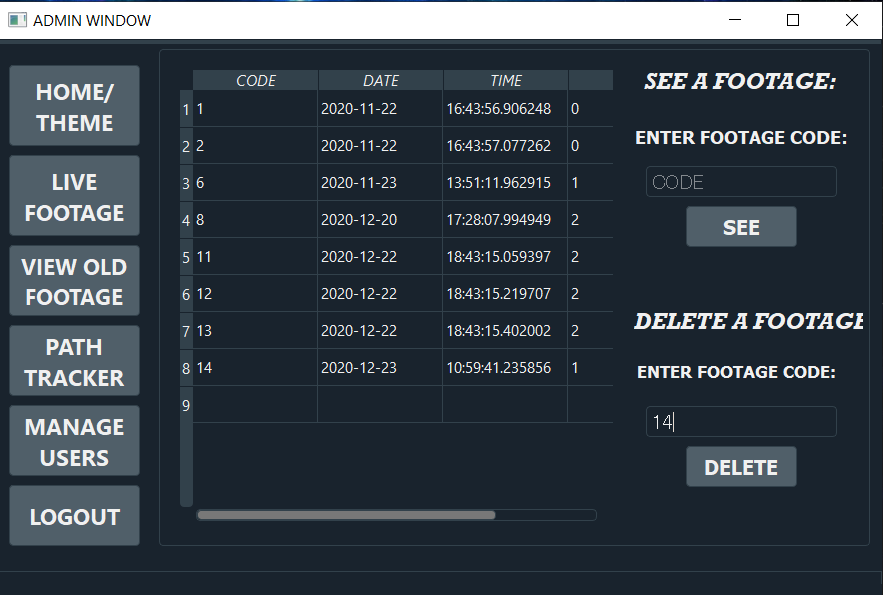 ADMIN WINDOW
HOME/
THEME
LIVE
FOOTAGE
VIEW OLD
FOOTAGE
PATH
TRACKER
MANAGE
USERS
LOGOUT
CODE DATE TIME
1 1 2020-11-22 16:43:56.906248 0
2 2 2020-11-22 16:43:57.077262 0
3 6 2020-11-23 13:51:11.962915 1
4 8 2020-12-20 17:28:07.994949 2
5 11 2020-12-22 18:43:15.059397 2
6 12 2020-12-22 18:43:15.219707 2
7 13 2020-12-22 18:43:15.402002 2
8 14 2020-12-23 10:59:41.235856 1
9
SEE A FOOTAGE:
ENTER FOOTAGE CODE:
CODE
SEE
DELETE A FOOTAGE
ENTER FOOTAGE CODE:
14
DELETE